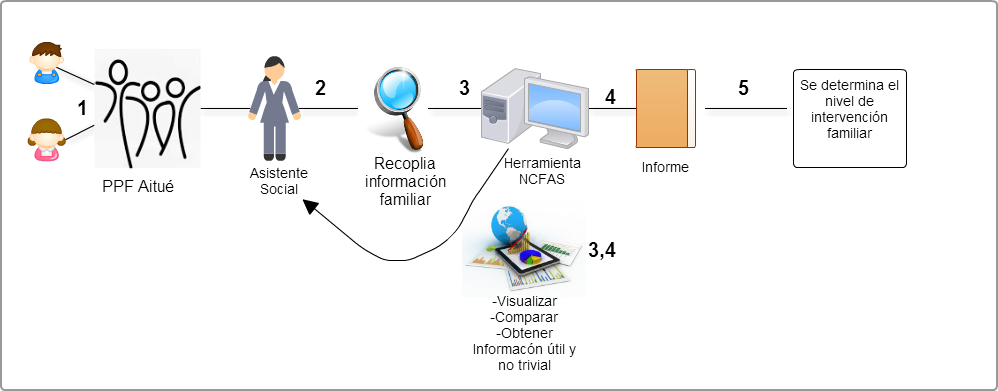 1
PPF Aitué
2
Asistente
Social
Recoplia
información
familiar
3
Herramienta
NCFAS
4
Informe
5
Se determina el
nivel de
intervención
familiar
3,4
-Visualizar
-Comparar
-Obtener
Informacón útil y
no trivial